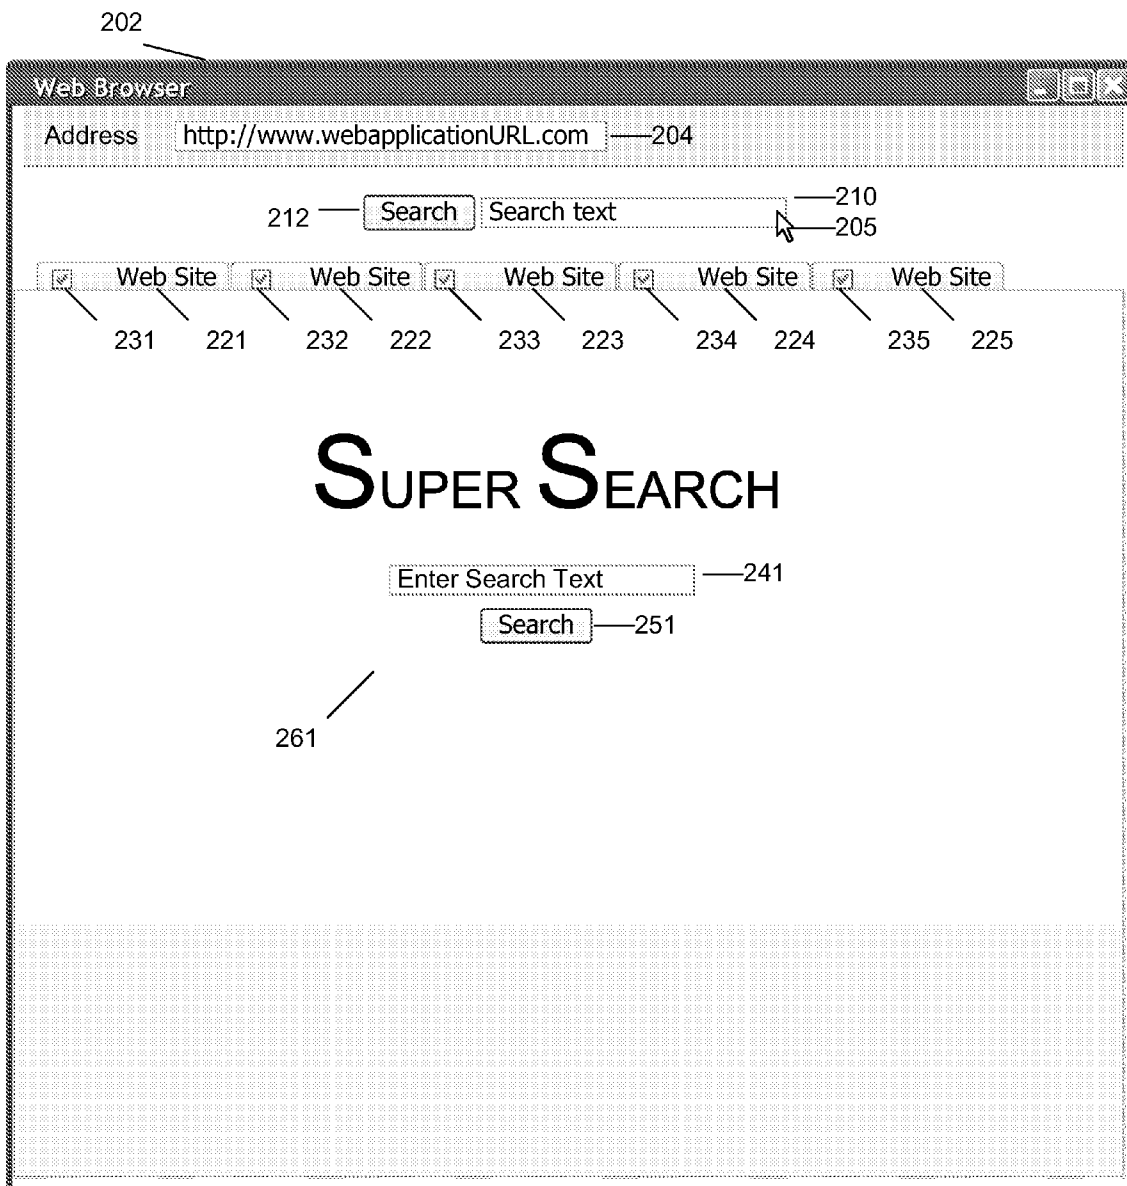 202
Web Browser
Address http://www.webapplicationURL.com 204
212 Search Search text 210
205
Web Site Web Site Web Site Web Site Web Site
231 221 232 222 233 223 234 224 235 225
SUPER SEARCH
Enter Search Text 241
Search 251
261